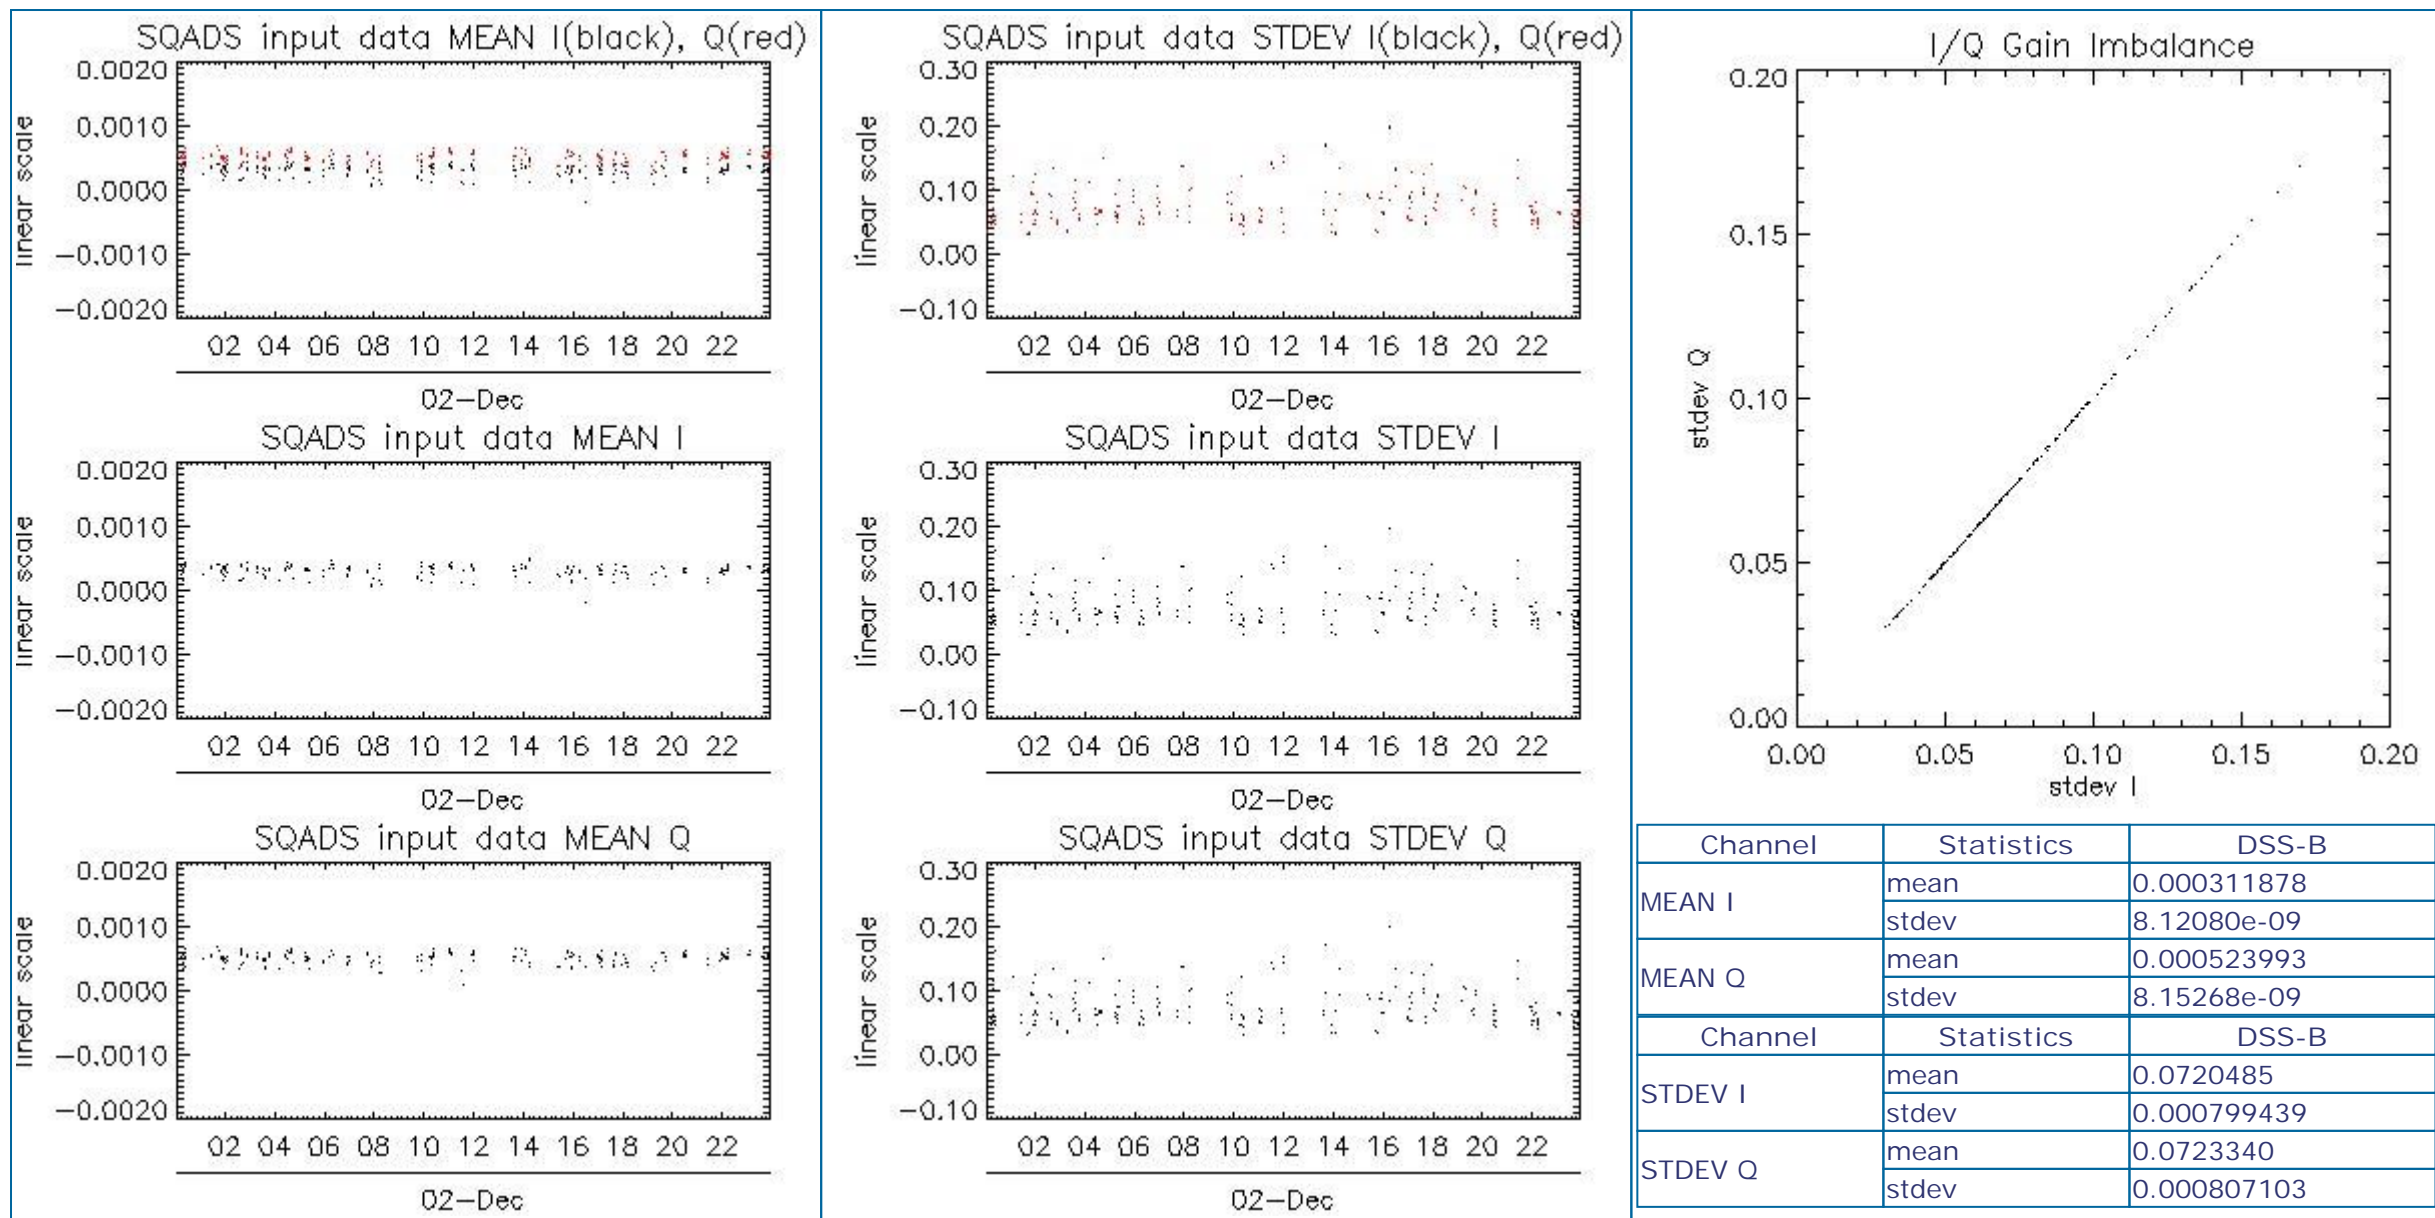 SQADS input data MEAN I(black), Q(red)
0.0020
0.0010
0.0000
-0.0010
-0.0020
linear scale
02 04 06 08 10 12 14 16 18 20 22
02-Dec
SQADS input data MEAN I
0.0020
0.0010
0.0000
-0.0010
-0.0020
linear scale
02 04 06 08 10 12 14 16 18 20 22
02-Dec
SQADS input data MEAN Q
0.0020
0.0010
0.0000
-0.0010
-0.0020
linear scale
02 04 06 08 10 12 14 16 18 20 22
02-Dec
SQADS input data STDEV I(black), Q(red)
0.30
0.20
0.10
0.00
-0.10
linear scale
02 04 06 08 10 12 14 16 18 20 22
02-Dec
SQADS input data STDEV I
0.30
0.20
0.10
0.00
-0.10
linear scale
02 04 06 08 10 12 14 16 18 20 22
02-Dec
SQADS input data STDEV Q
0.30
0.20
0.10
0.00
-0.10
linear scale
02 04 06 08 10 12 14 16 18 20 22
02-Dec
I/Q Gain Imbalance
0.20
0.15
0.10
0.05
0.00
stdev Q
0.00 0.05 0.10 0.15 0.20
stdev I
Channel Statistics DSS-B
MEAN I mean 0.000311878
stdev 8.12080e-09
MEAN Q mean 0.000523993
stdev 8.15268e-09
Channel Statistics DSS-B
STDEV I mean 0.0720485
stdev 0.000799439
STDEV Q mean 0.0723340
stdev 0.000807103